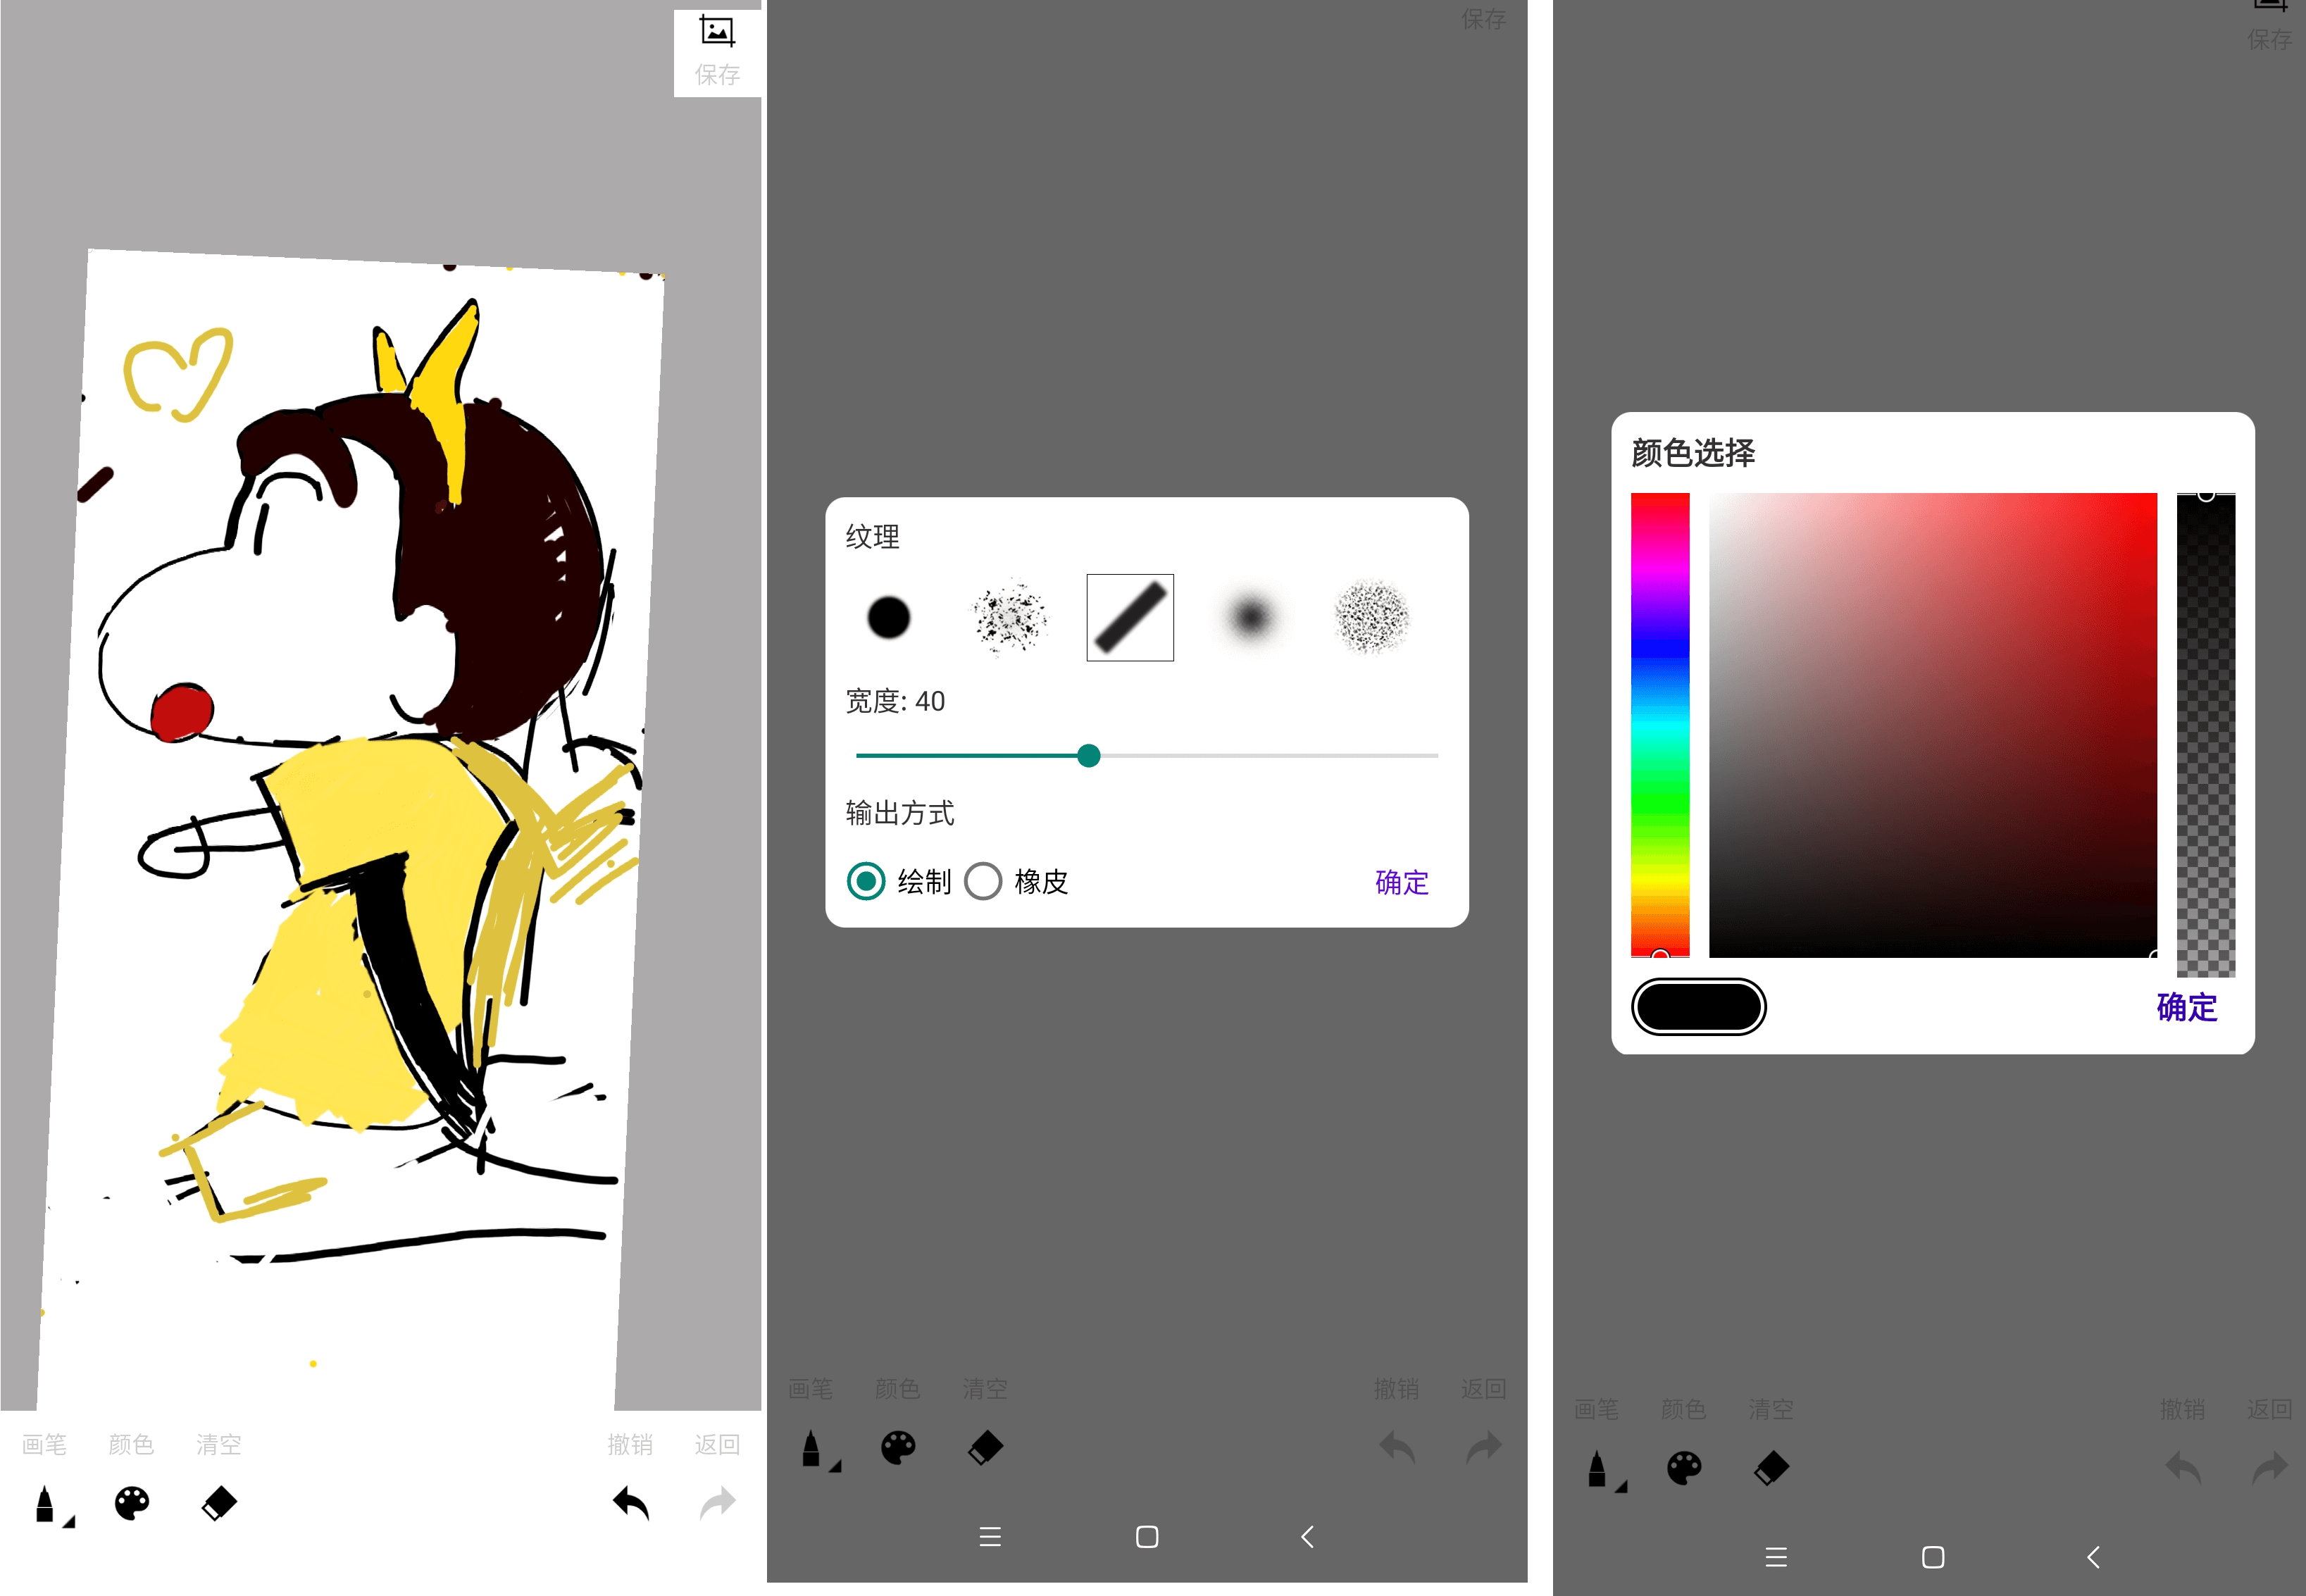 保存
画笔 颜色 清空 撤销 返回
保存
纹理
宽度: 40
输出方式
绘制 橡皮 确定
画笔 颜色 清空 撤销 返回
保存
颜色选择
确定
画笔 颜色 清空 撤销 返回